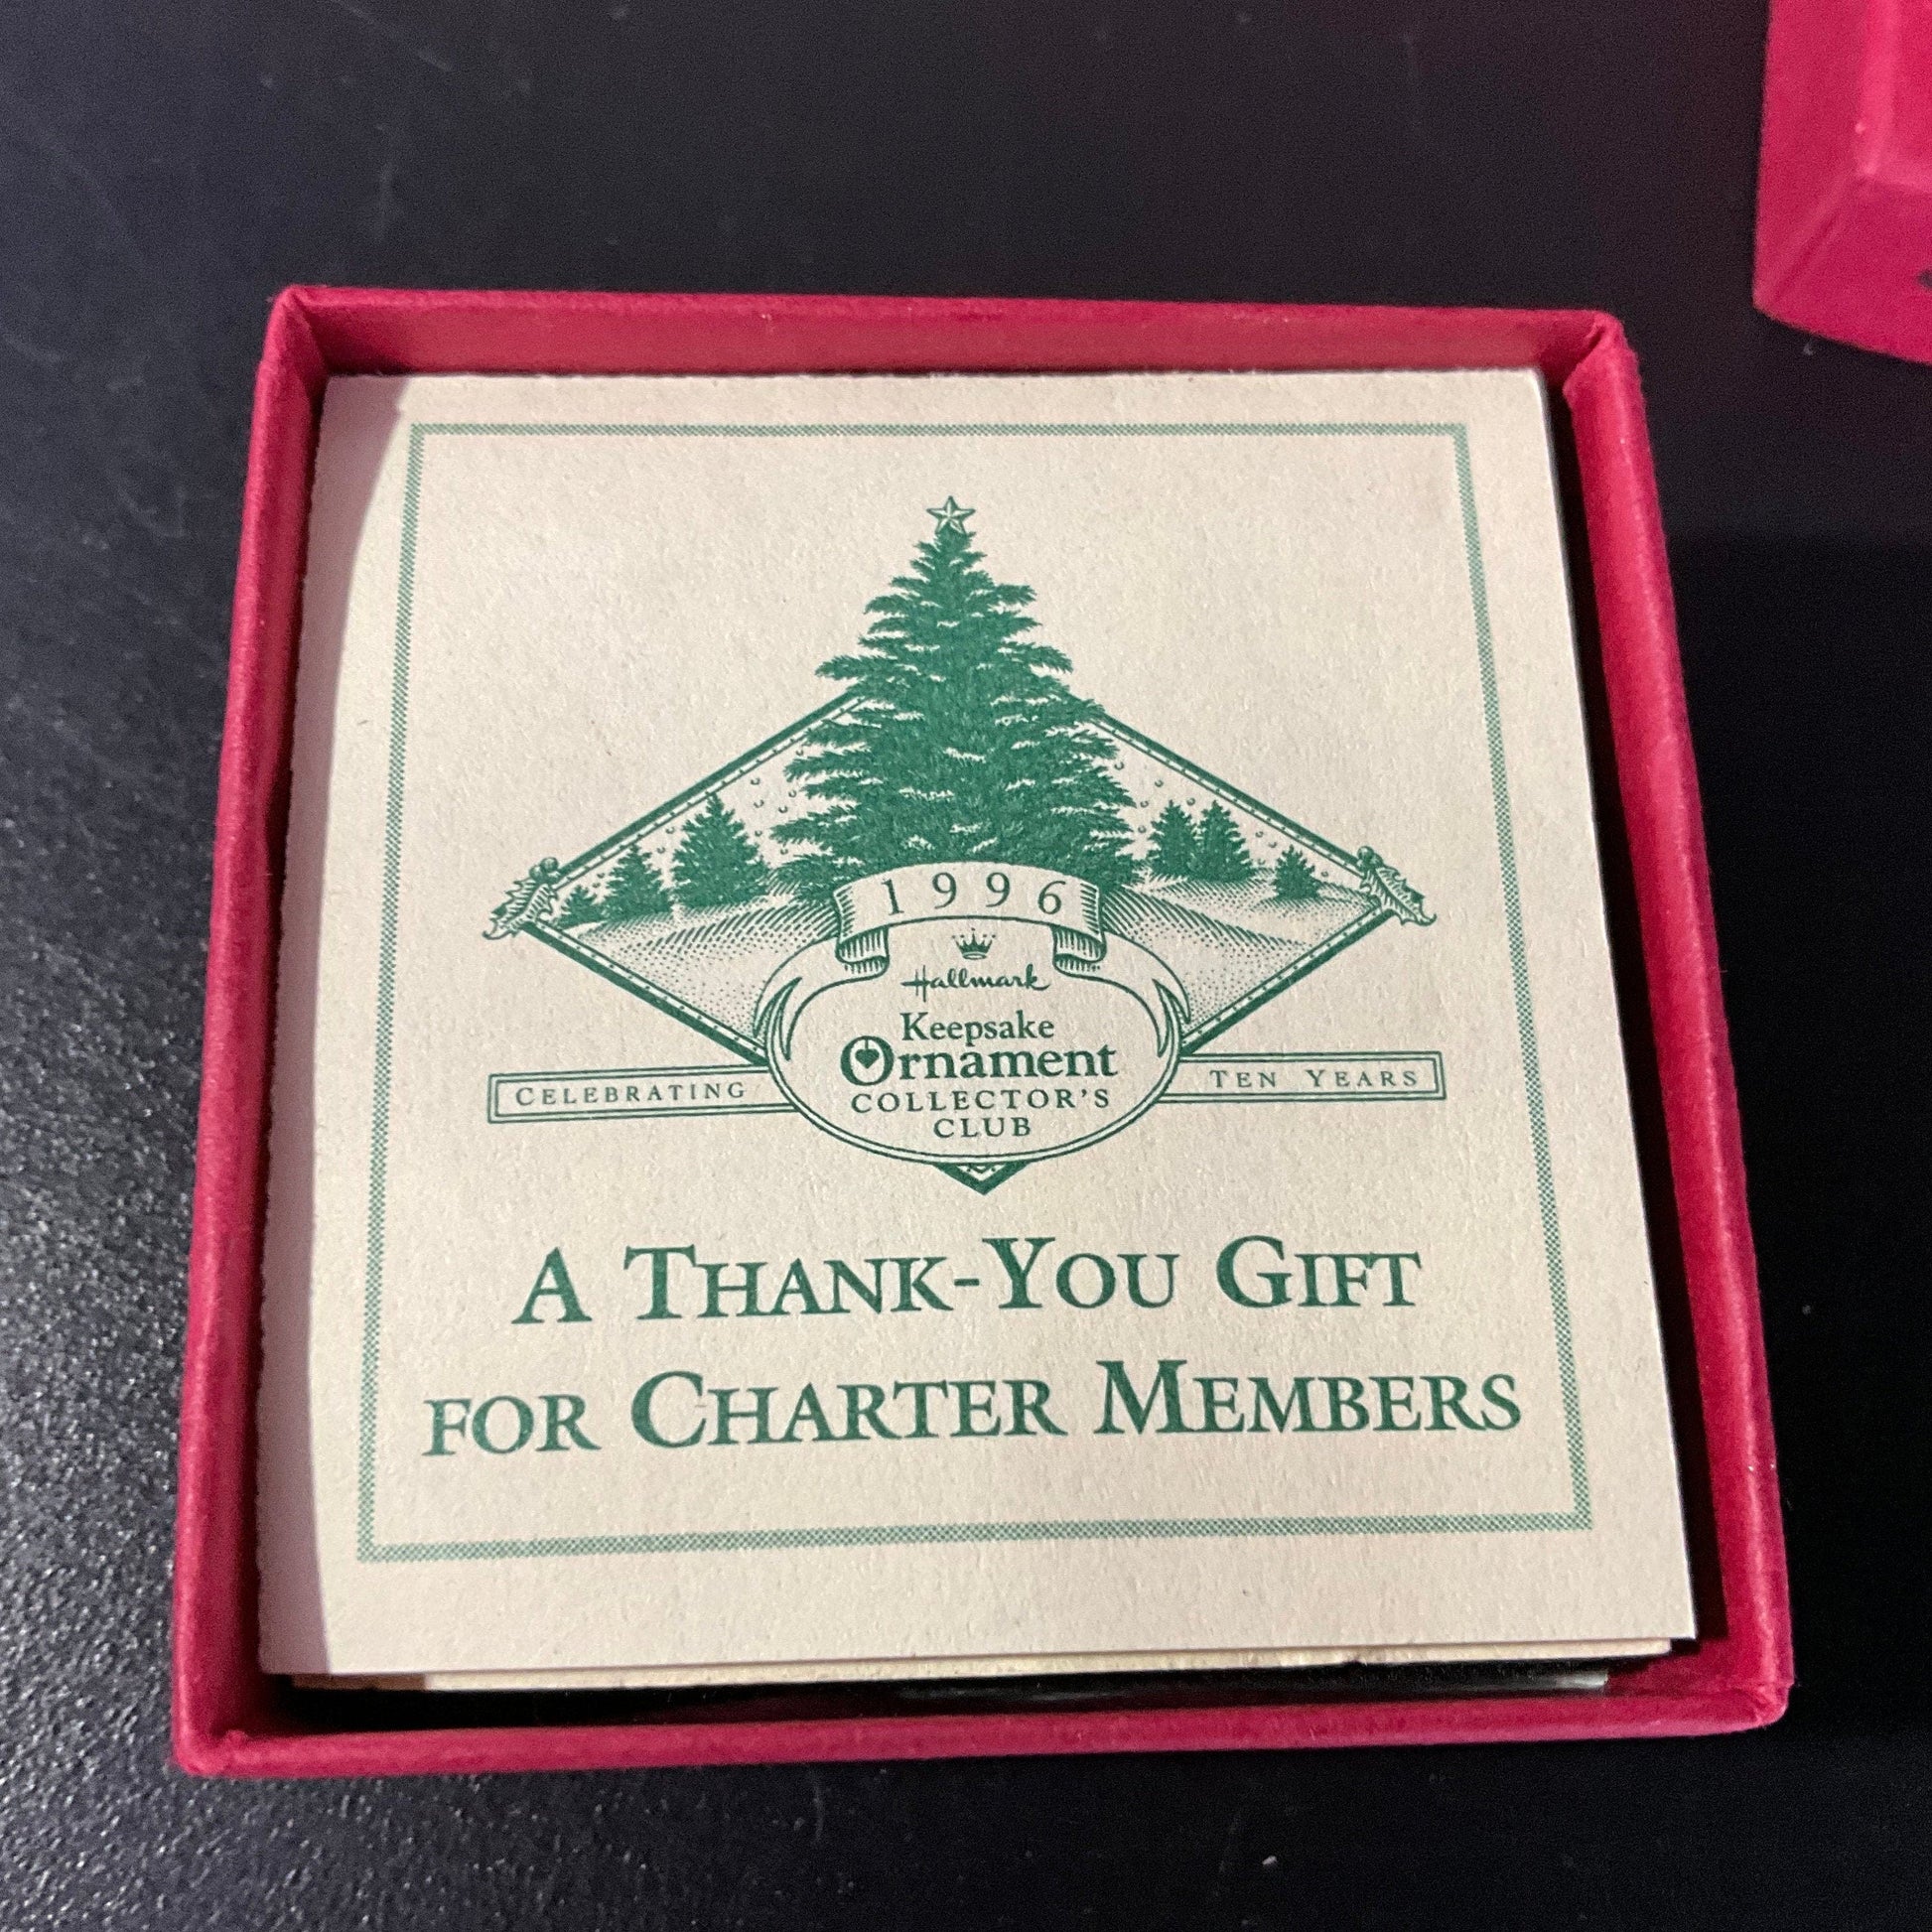 1996
Hallmark
Keepsake
Ornament
COLLECTOR'S
CLUB
CELEBRATING TEN YEARS
A THANK-YOU GIFT
FOR CHARTER MEMBERS